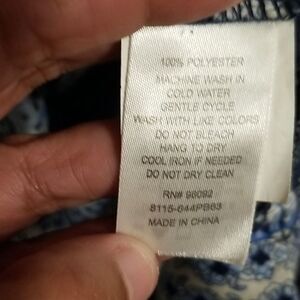 100% POLYESTER
MACHINE WASH IN
COLD WATER
GENTLE CYCLE
WASH WITH LIKE COLORS
DO NOT BLEACH
HANG TO DRY
COOL IRON IF NEEDED
DO NOT DRY CLEAN
RN# 96092
8115-644PB63
MADE IN CHINA